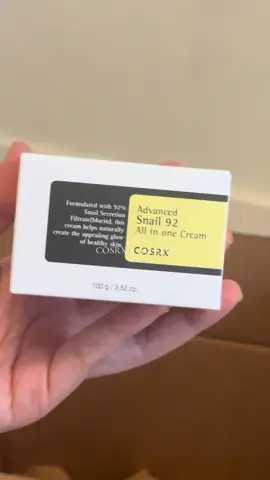 Formulated with 92%
Snail Secretion
Filtrate(Mucin), this
cream helps naturally
create the appealing glow
of healthy skin.
COSRX
Advanced
Snail 92
All in one Cream
COSRX
100 g / 3.52 oz.